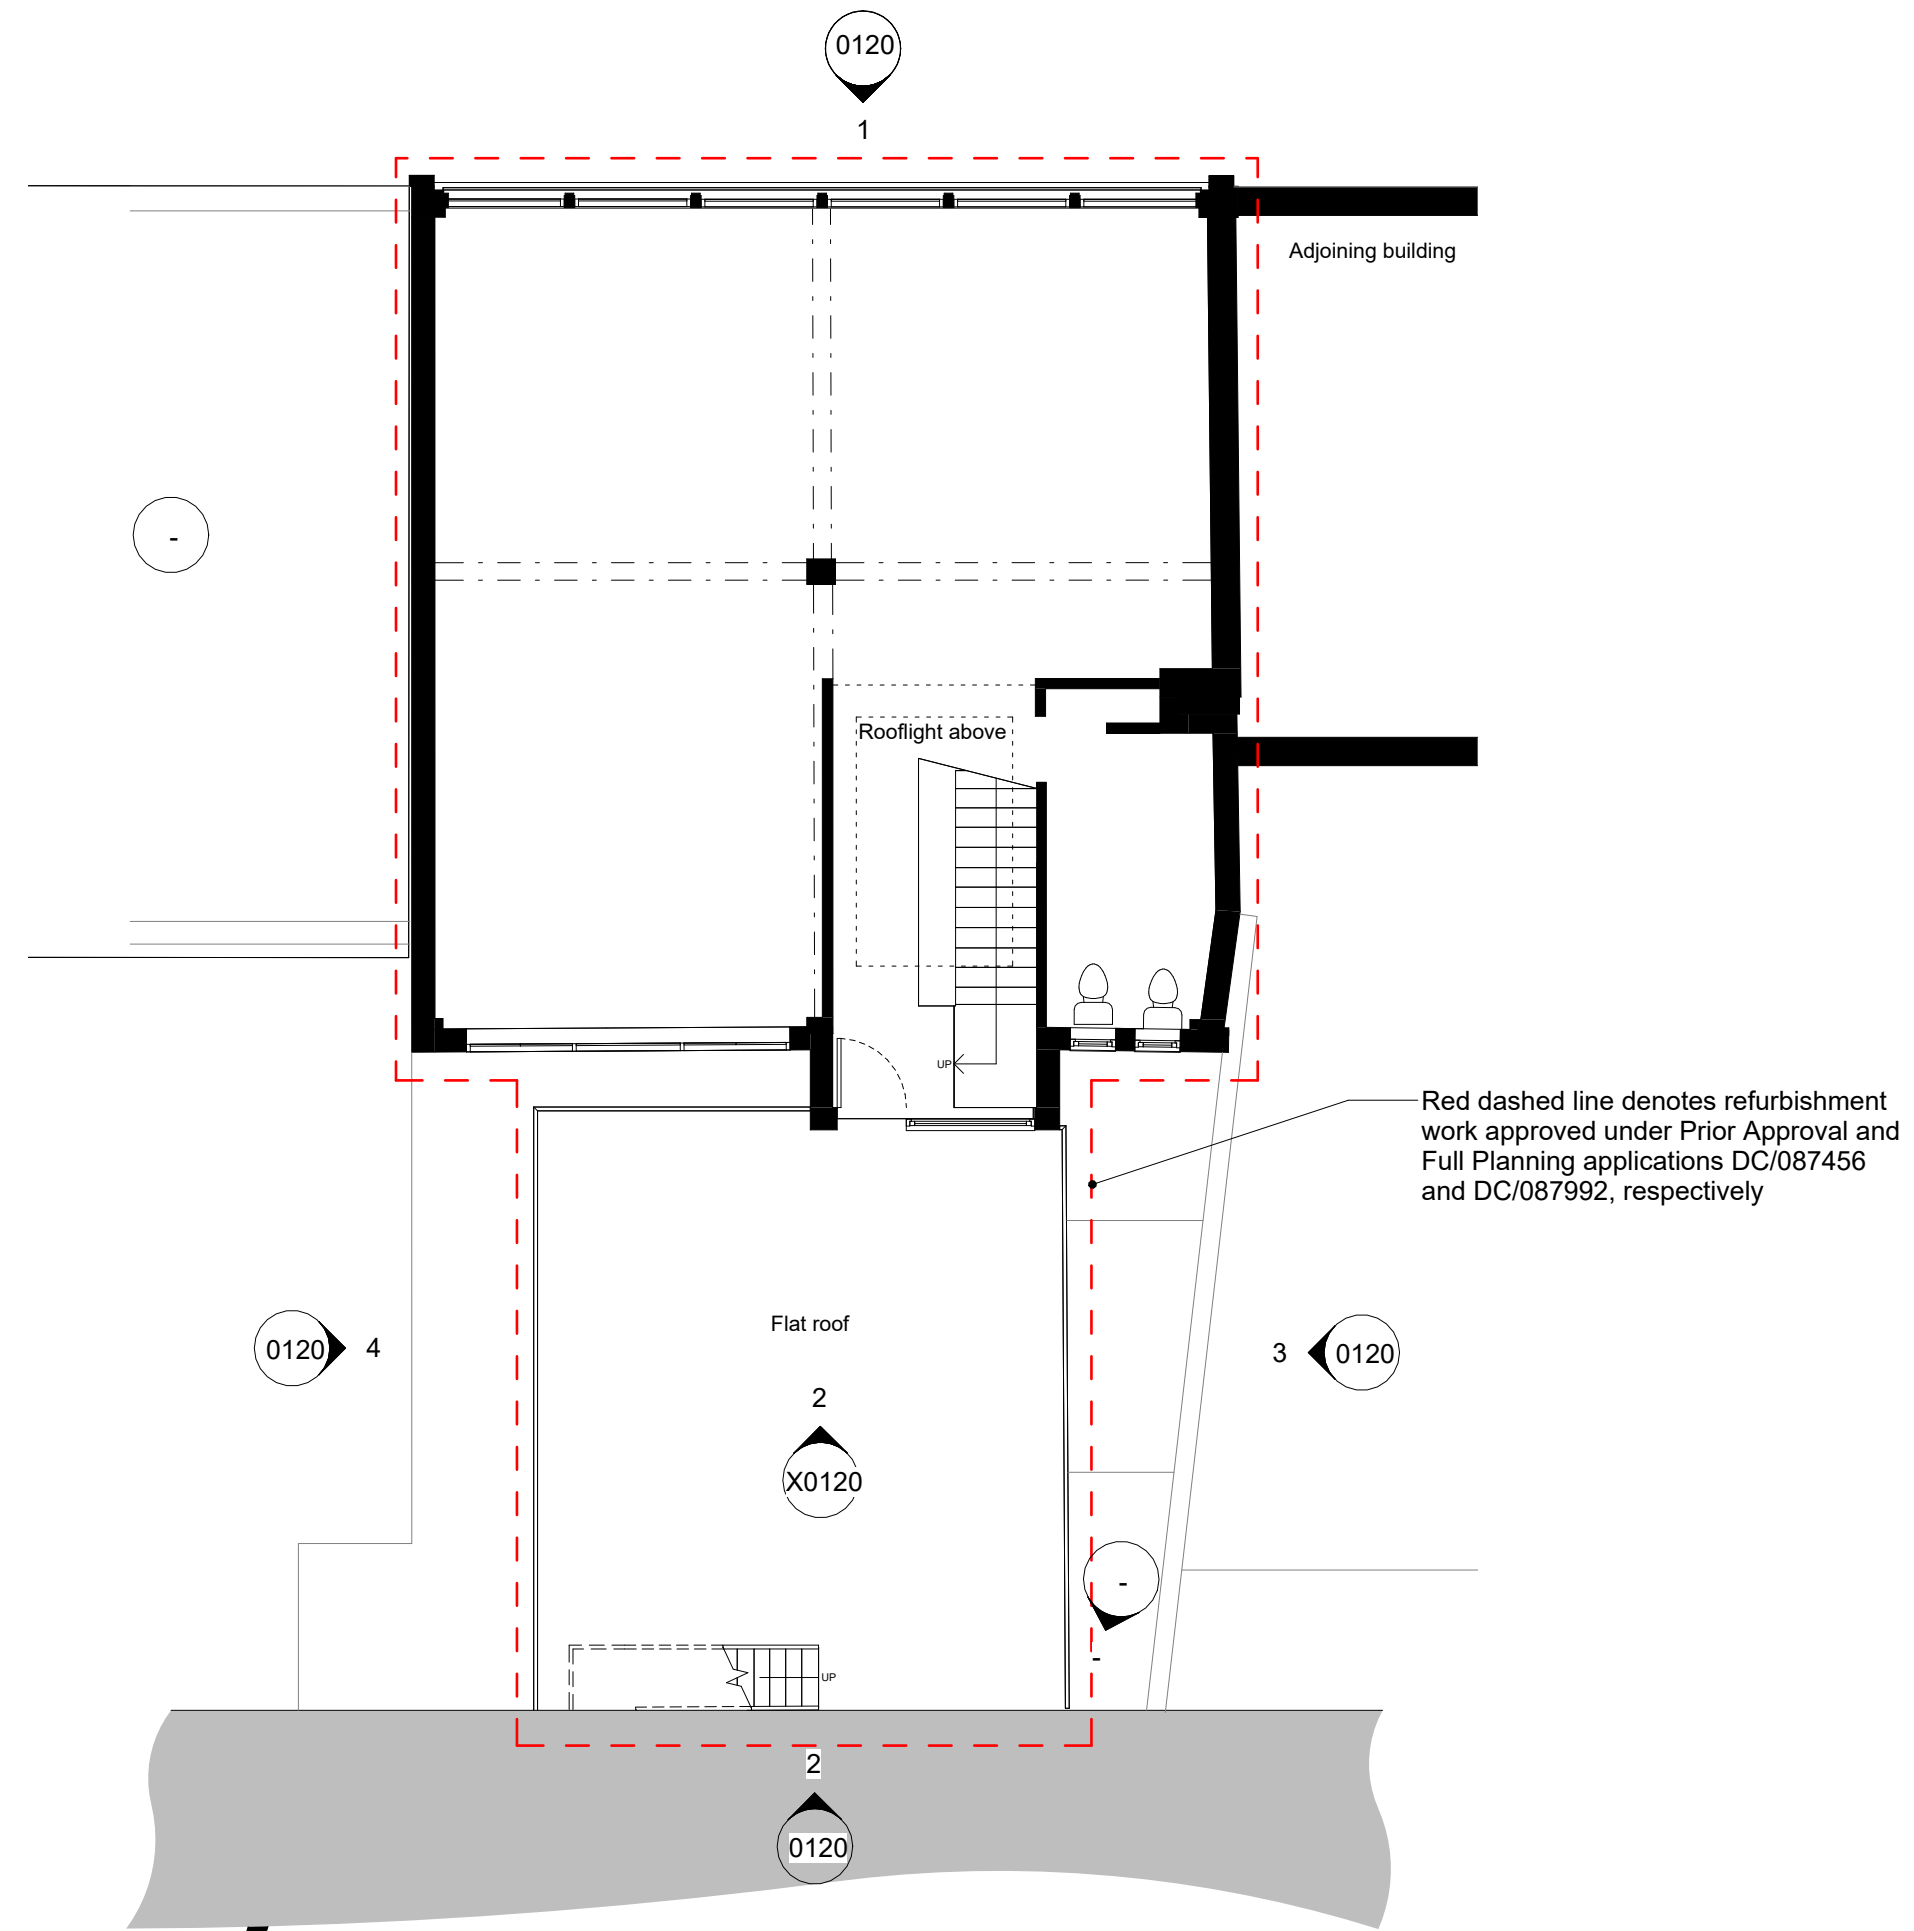 0120
1
Adjoining building
-
Rooflight above
UP
Red dashed line denotes refurbishment
work approved under Prior Approval and
Full Planning applications DC/087456
and DC/087992, respectively
Flat roof
0120
4
3
0120
2
X0120
-
-
UP
2
0120